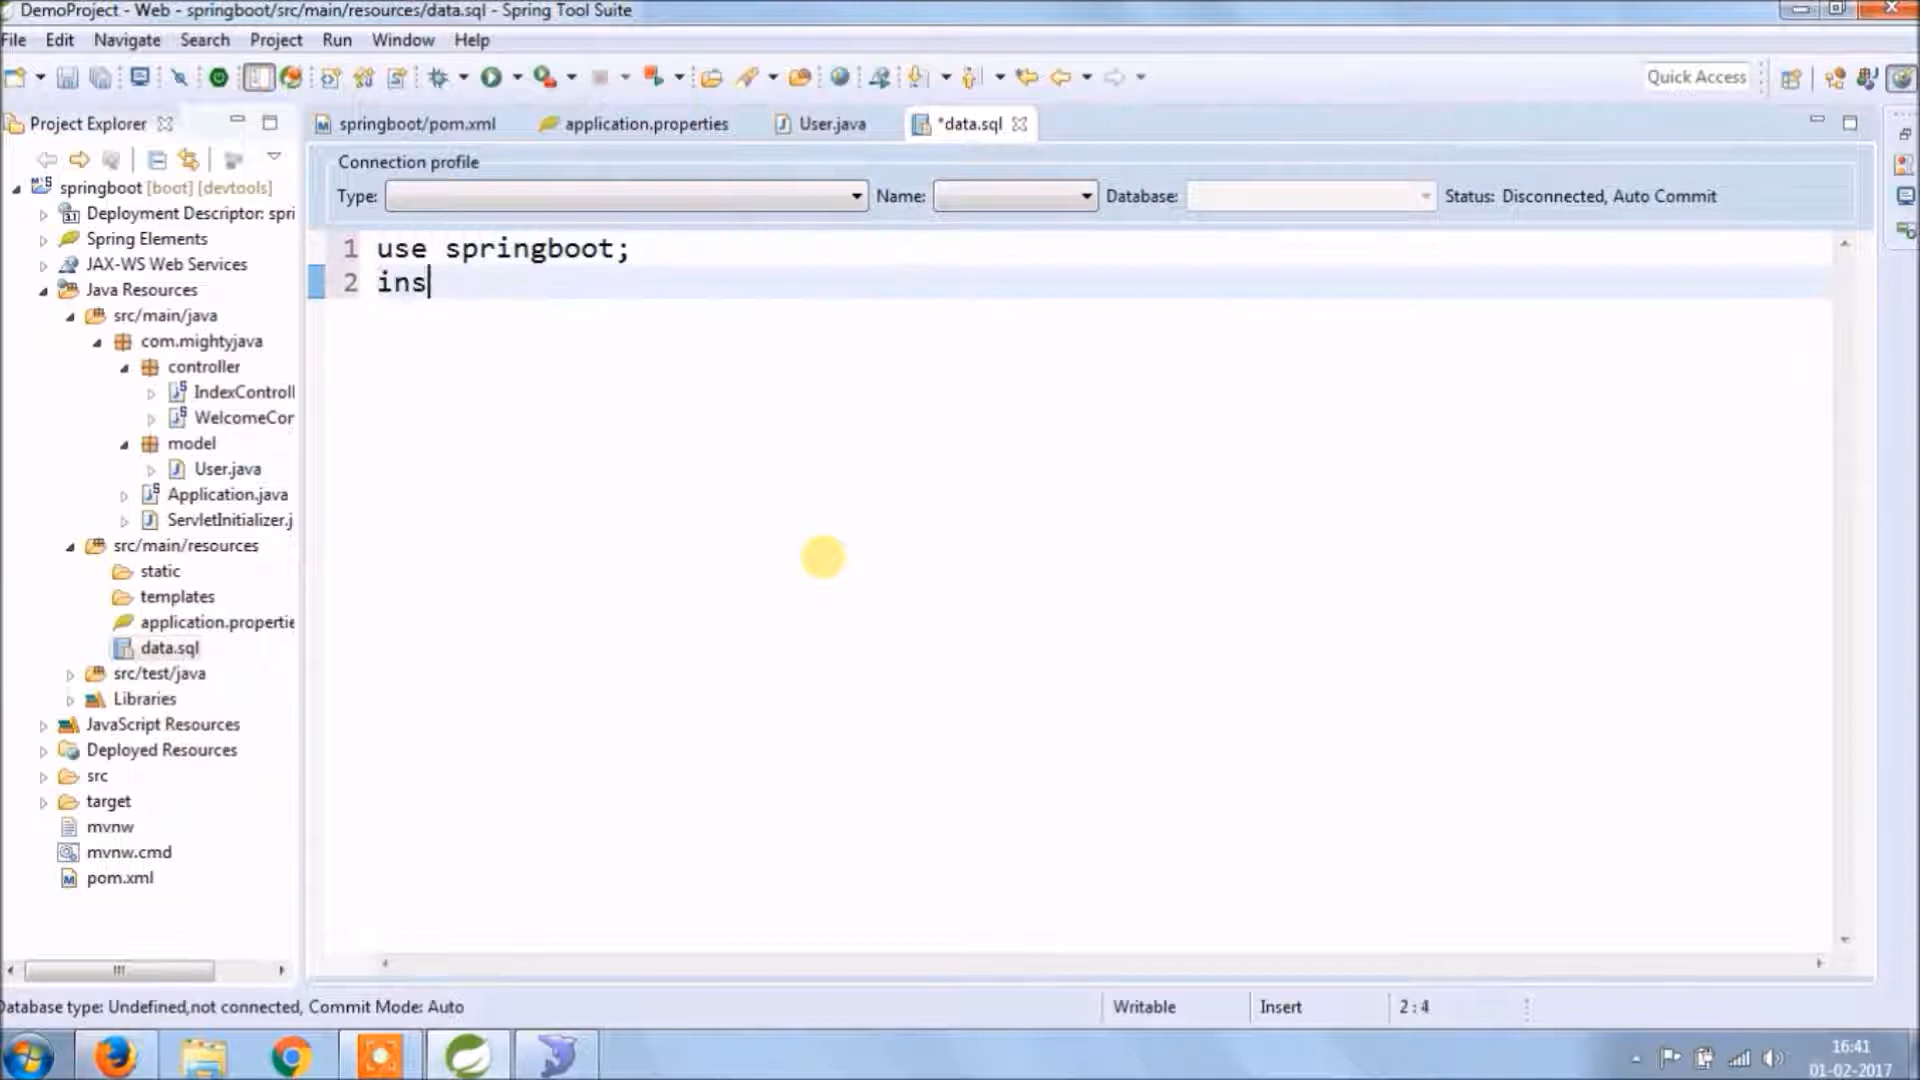 DemoProject - Web - springboot/src/main/resources/data.sql - Spring Tool Suite
File Edit Navigate Search Project Run Window Help
Quick Access
Project Explorer
springboot/pom.xml
application.properties
User.java
*data.sql
Connection profile
Type:
Name:
Database:
Status: Disconnected, Auto Commit
springboot [boot] [devtools]
Deployment Descriptor: spri
Spring Elements
JAX-WS Web Services
Java Resources
src/main/java
com.mightyjava
controller
IndexControll
WelcomeCor
model
User.java
Application.java
ServletInitializer.j
src/main/resources
static
templates
application.propertie
data.sql
src/test/java
Libraries
JavaScript Resources
Deployed Resources
src
target
mvnw
mvnw.cmd
pom.xml
1 use springboot;
2 ins
Database type: Undefined,not connected, Commit Mode: Auto
Writable
Insert
2 : 4
16:41
01-02-2017